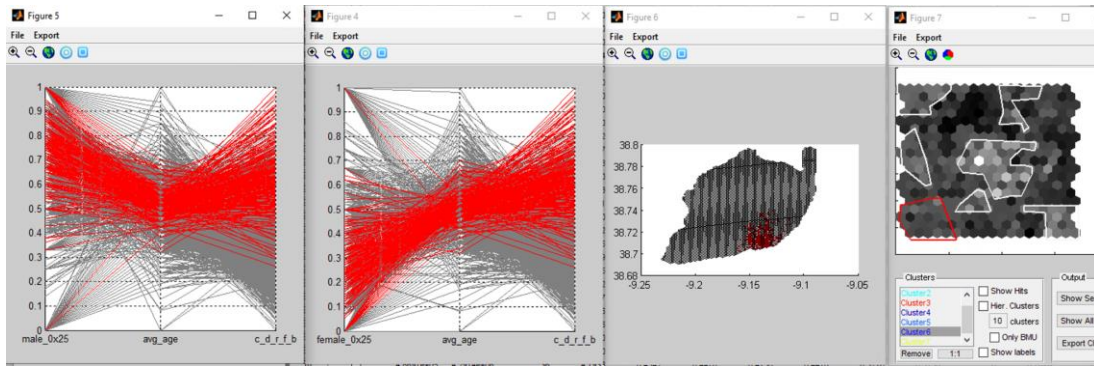 Figure 5
File Export
1
0.9
0.8
0.7
0.6
0.5
0.4
0.3
0.2
0.1
0
male_0x25 avg_age c_d_r_f_b
Figure 4
File Export
1
0.9
0.8
0.7
0.6
0.5
0.4
0.3
0.2
0.1
0
female_0x25 avg_age c_d_r_f_b
Figure 6
File Export
38.8
38.78
38.76
38.74
38.72
38.7
38.68
-9.25 -9.2 -9.15 -9.1 -9.05
Figure 7
File Export
Clusters
Cluster2
Cluster3
Cluster4
Cluster5
Cluster6
Remove 1:1
Show Hits
Hier. Clusters
10 clusters
Only BMU
Show labels
Output
Show Se
Show All
Export Cl